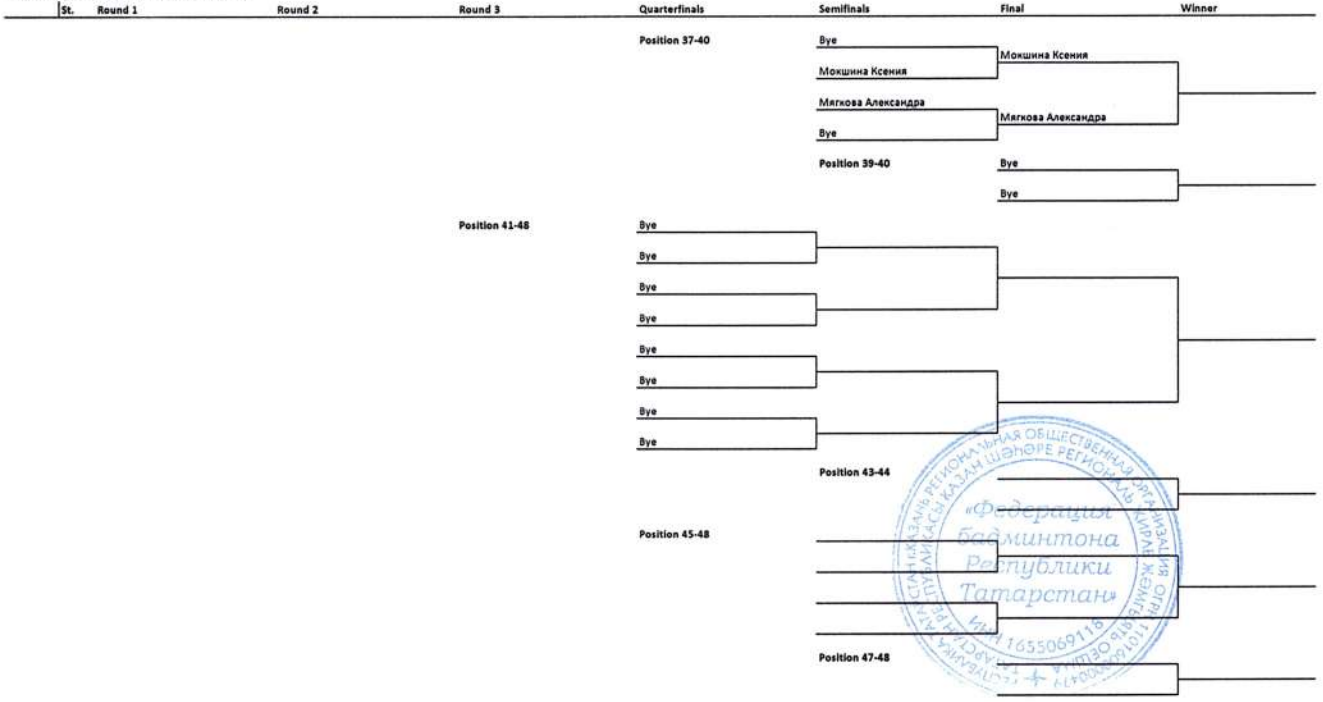 St. Round 1 Round 2 Round 3 Quarterfinals Semifinals Final Winner
Position 37-40 Bye
Мокшина Ксения
Мокшина Ксения
Мягкова Александра
Мягкова Александра
Bye
Position 39-40 Bye
Bye
Position 41-48 Bye
Bye
Bye
Bye
Bye
Bye
Bye
Bye
Position 43-44
Position 45-48
Position 47-48
«Федерация
бадминтона
Республики
Татарстан»
ИНН 1655069118